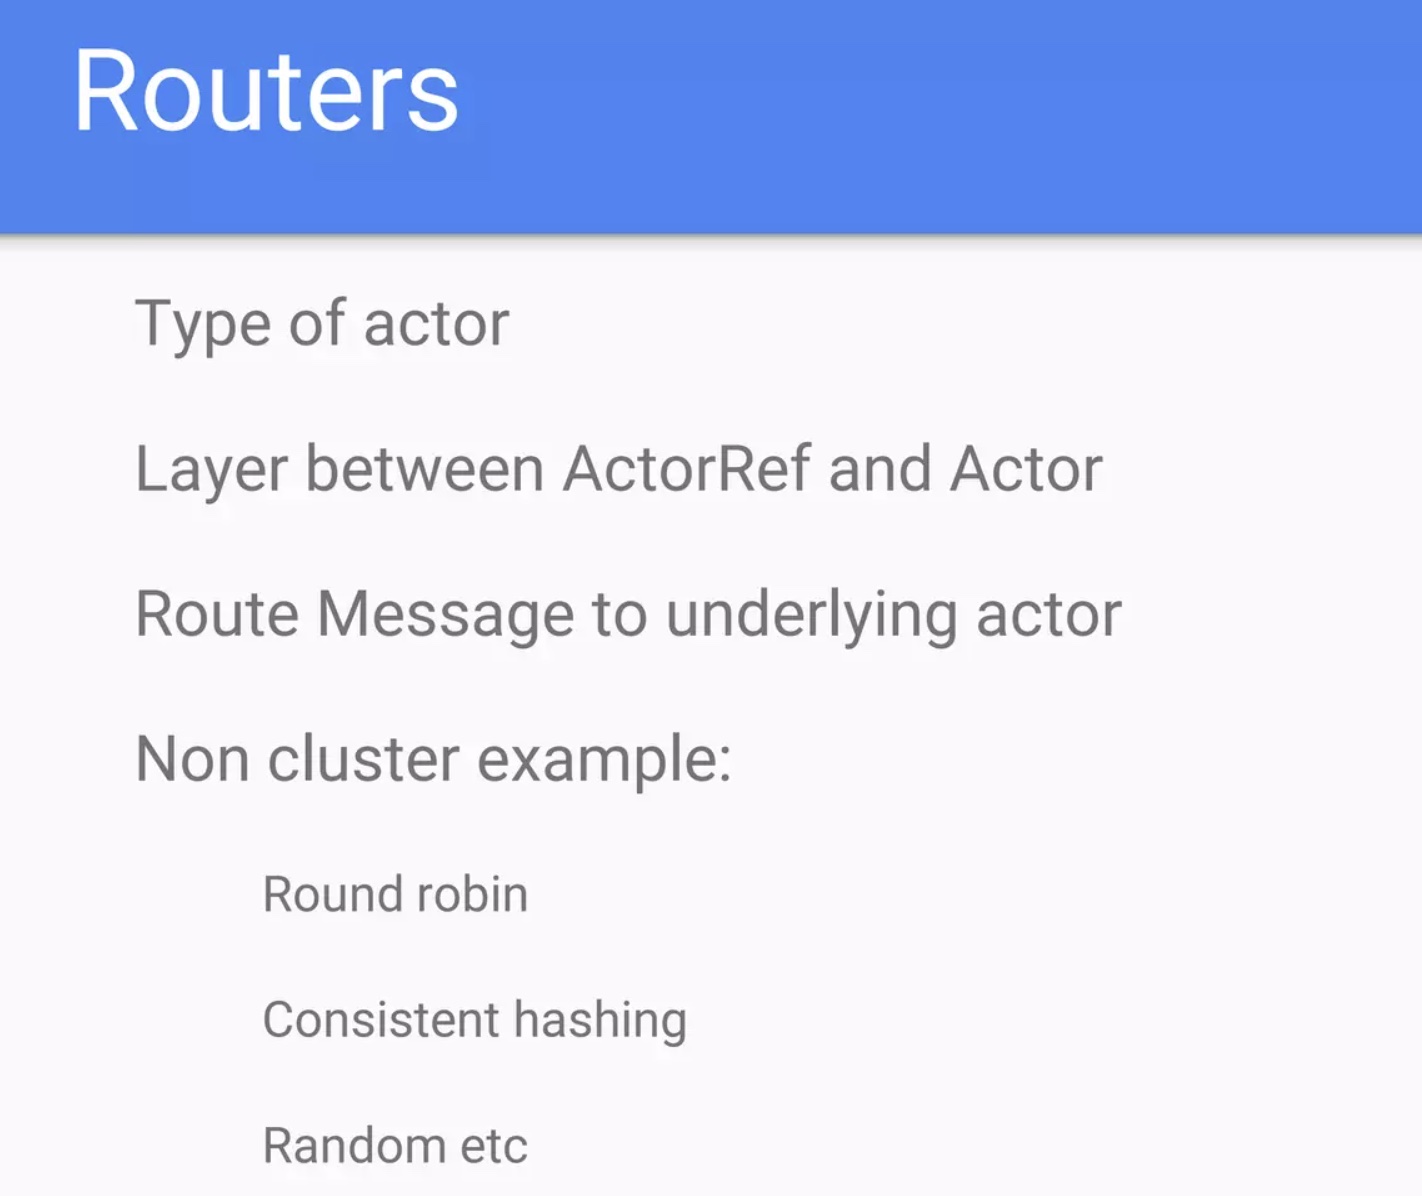 Routers
Type of actor
Layer between ActorRef and Actor
Route Message to underlying actor
Non cluster example:
Round robin
Consistent hashing
Random etc